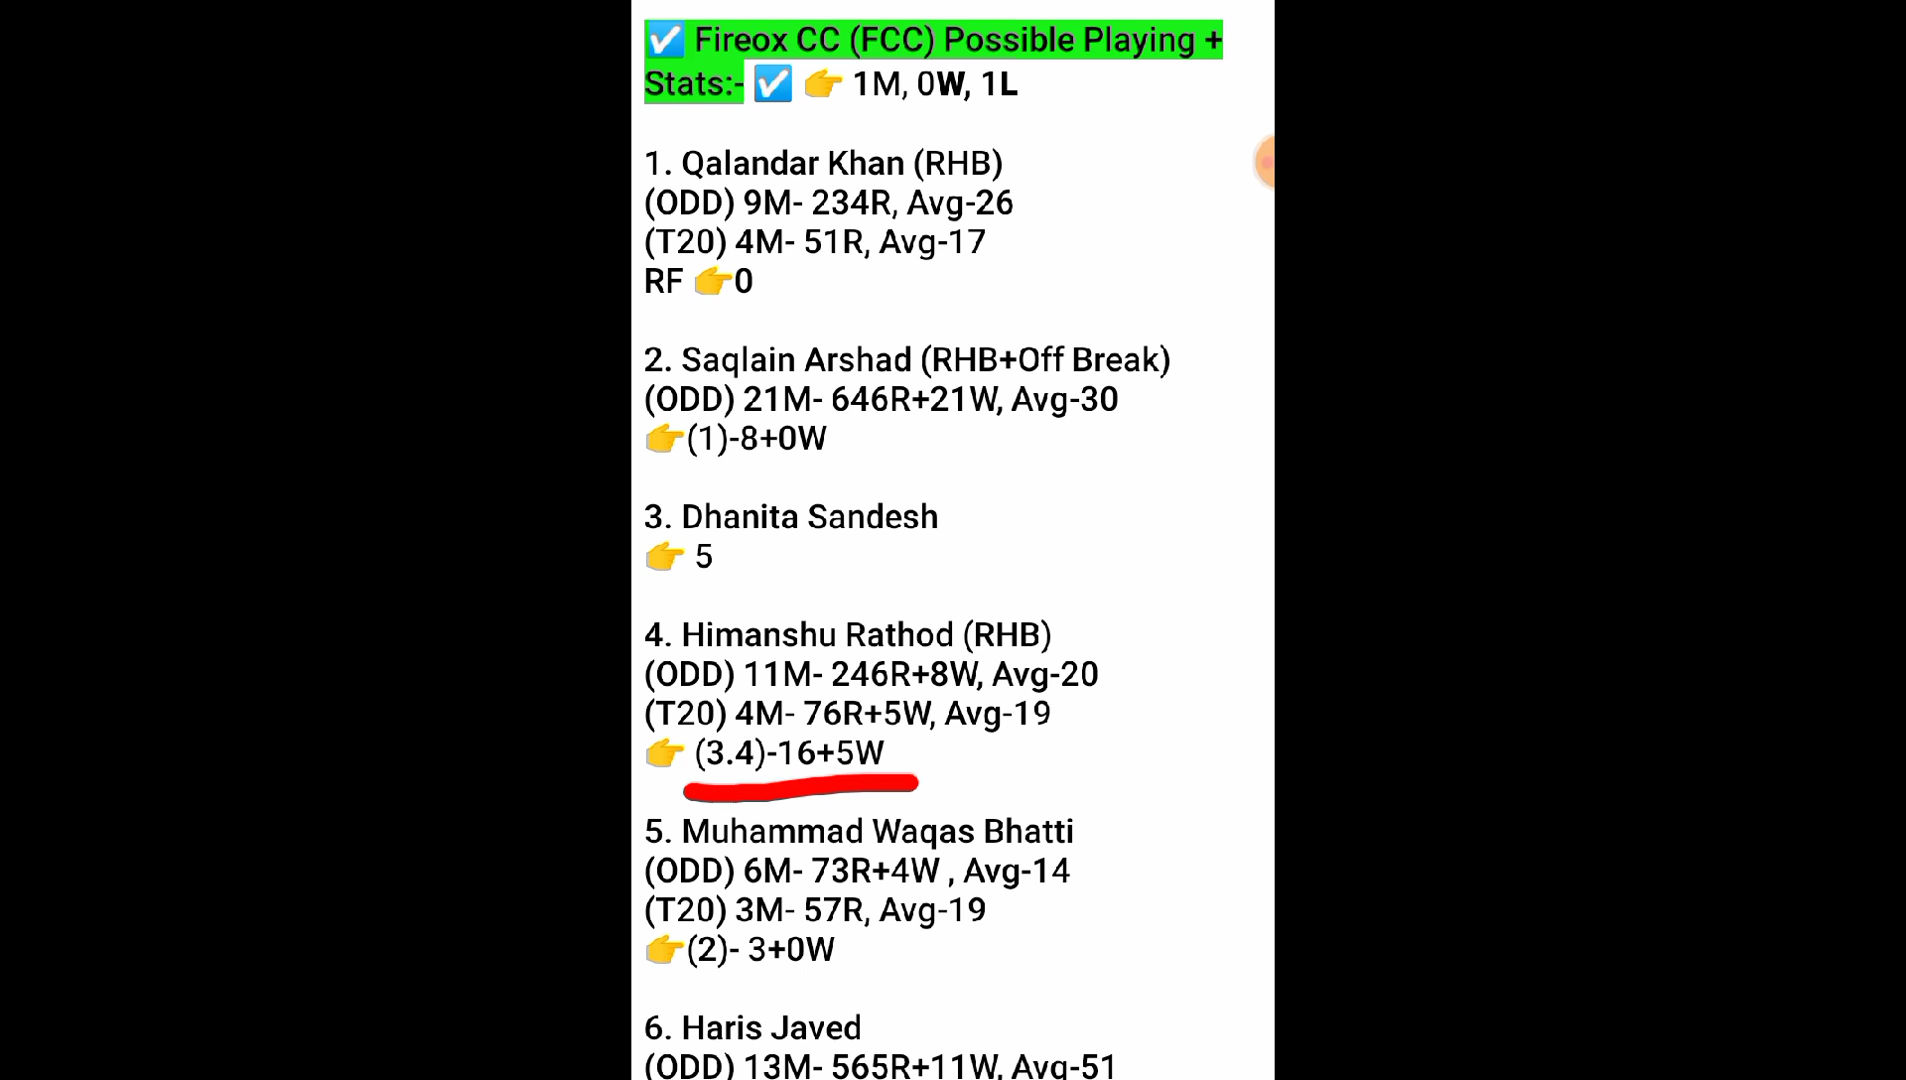 ✅ Fireox CC (FCC) Possible Playing +
Stats:- ✅ 👉 1M, 0W, 1L
1. Qalandar Khan (RHB)
(ODD) 9M- 234R, Avg-26
(T20) 4M- 51R, Avg-17
RF 👉0
2. Saqlain Arshad (RHB+Off Break)
(ODD) 21M- 646R+21W, Avg-30
👉(1)-8+0W
3. Dhanita Sandesh
👉 5
4. Himanshu Rathod (RHB)
(ODD) 11M- 246R+8W, Avg-20
(T20) 4M- 76R+5W, Avg-19
👉 (3.4)-16+5W
5. Muhammad Waqas Bhatti
(ODD) 6M- 73R+4W , Avg-14
(T20) 3M- 57R, Avg-19
👉(2)- 3+0W
6. Haris Javed
(ODD) 13M- 565R+11W, Avg-51